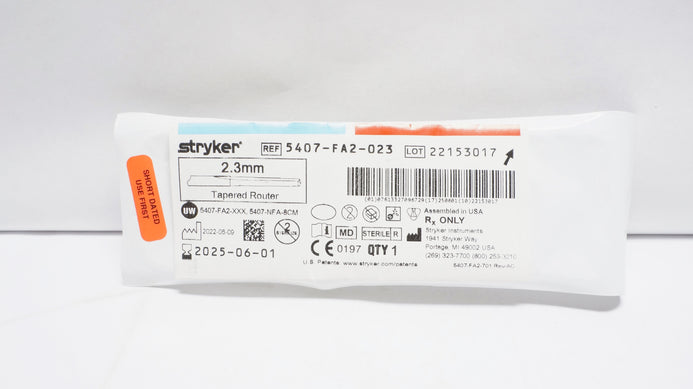 stryker®
REF 5407-FA2-023
LOT 22153017
2.3mm
Tapered Router
SHORT DATED
USE FIRST
UW 5407-FA2-XXX, 5407-NFA-8CM
2022-06-09
2
2025-06-01
MD
STERILE R
CE 0197 QTY 1
U.S. Patents www.stryker.com/patents
Assembled in USA
Rx ONLY
Stryker Instruments
1941 Stryker Way
Portage, MI 49002 USA
(269) 323-7700 (800) 253-3210